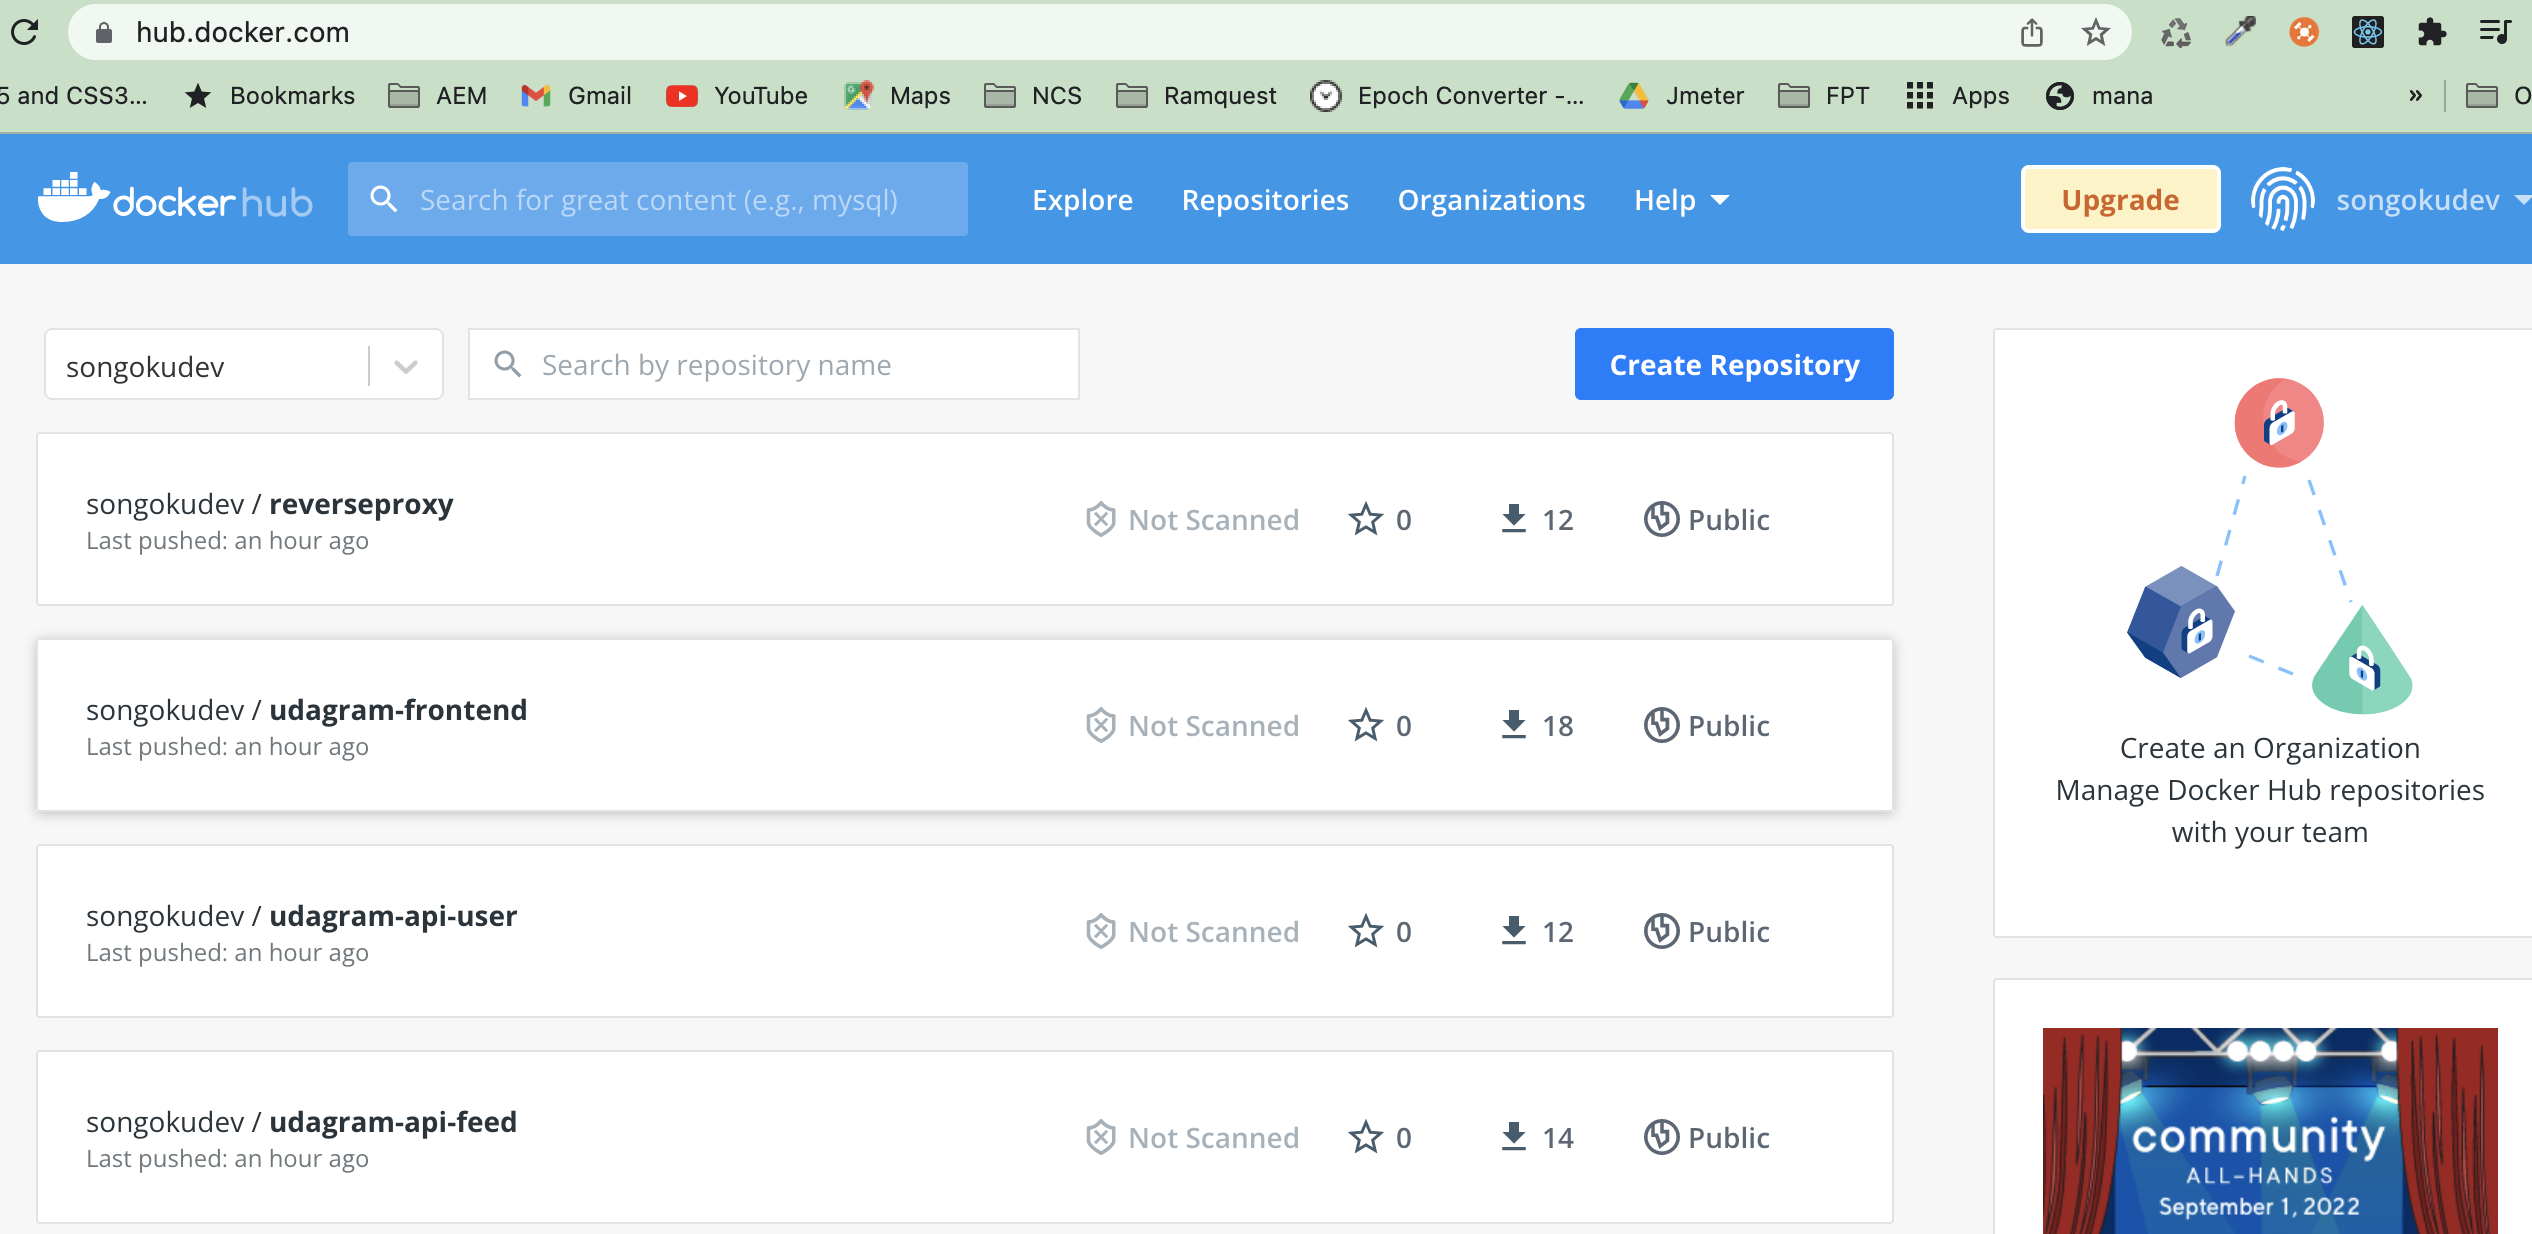 hub.docker.com
5 and CSS3... Bookmarks AEM Gmail YouTube Maps NCS Ramquest Epoch Converter -... Jmeter FPT Apps mana » O
docker hub Search for great content (e.g., mysql) Explore Repositories Organizations Help Upgrade songokudev
songokudev Search by repository name Create Repository
songokudev / reverseproxy
Last pushed: an hour ago
Not Scanned 0 12 Public
songokudev / udagram-frontend
Last pushed: an hour ago
Not Scanned 0 18 Public
songokudev / udagram-api-user
Last pushed: an hour ago
Not Scanned 0 12 Public
songokudev / udagram-api-feed
Last pushed: an hour ago
Not Scanned 0 14 Public
Create an Organization
Manage Docker Hub repositories
with your team
community
ALL-HANDS
September 1, 2022